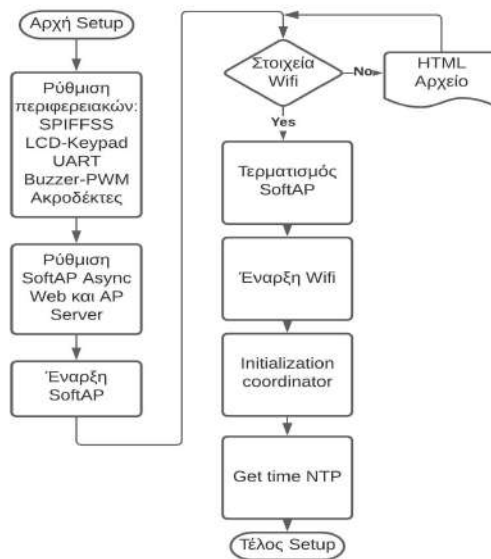 Αρχή Setup
Ρύθμιση
περιφερειακών:
SPIFFSS
LCD-Keypad
UART
Buzzer-PWM
Ακροδέκτες
Ρύθμιση
SoftAP Async
Web και AP
Server
Έναρξη
SoftAP
Στοιχεία
Wifi
No
HTML
Αρχείο
Yes
Τερματισμός
SoftAP
Έναρξη Wifi
Initialization
coordinator
Get time NTP
Τέλος Setup